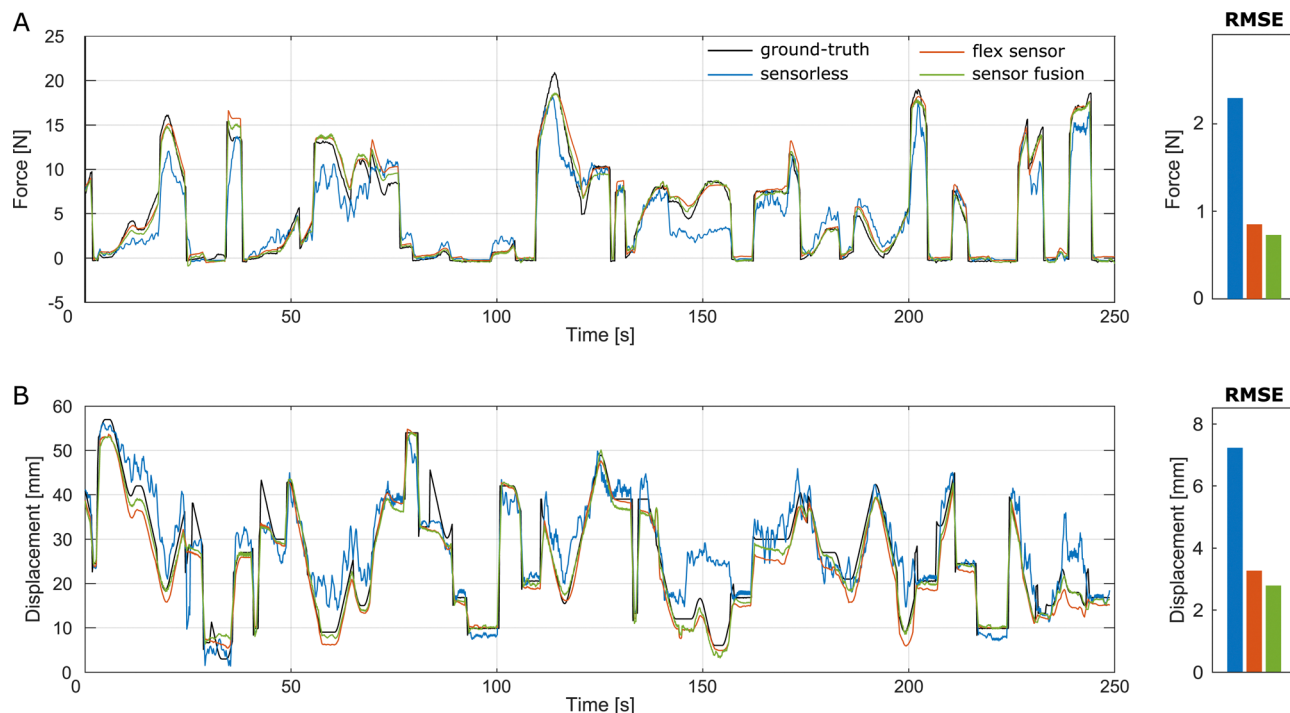 A
RMSE
25
20
15
10
5
0
-5
Force [N]
ground-truth
flex sensor
sensorless
sensor fusion
0
50
100
150
200
250
Time [s]
2
1
0
Force [N]
B
RMSE
60
50
40
30
20
10
0
Displacement [mm]
0
50
100
150
200
250
Time [s]
8
6
4
2
0
Displacement [mm]